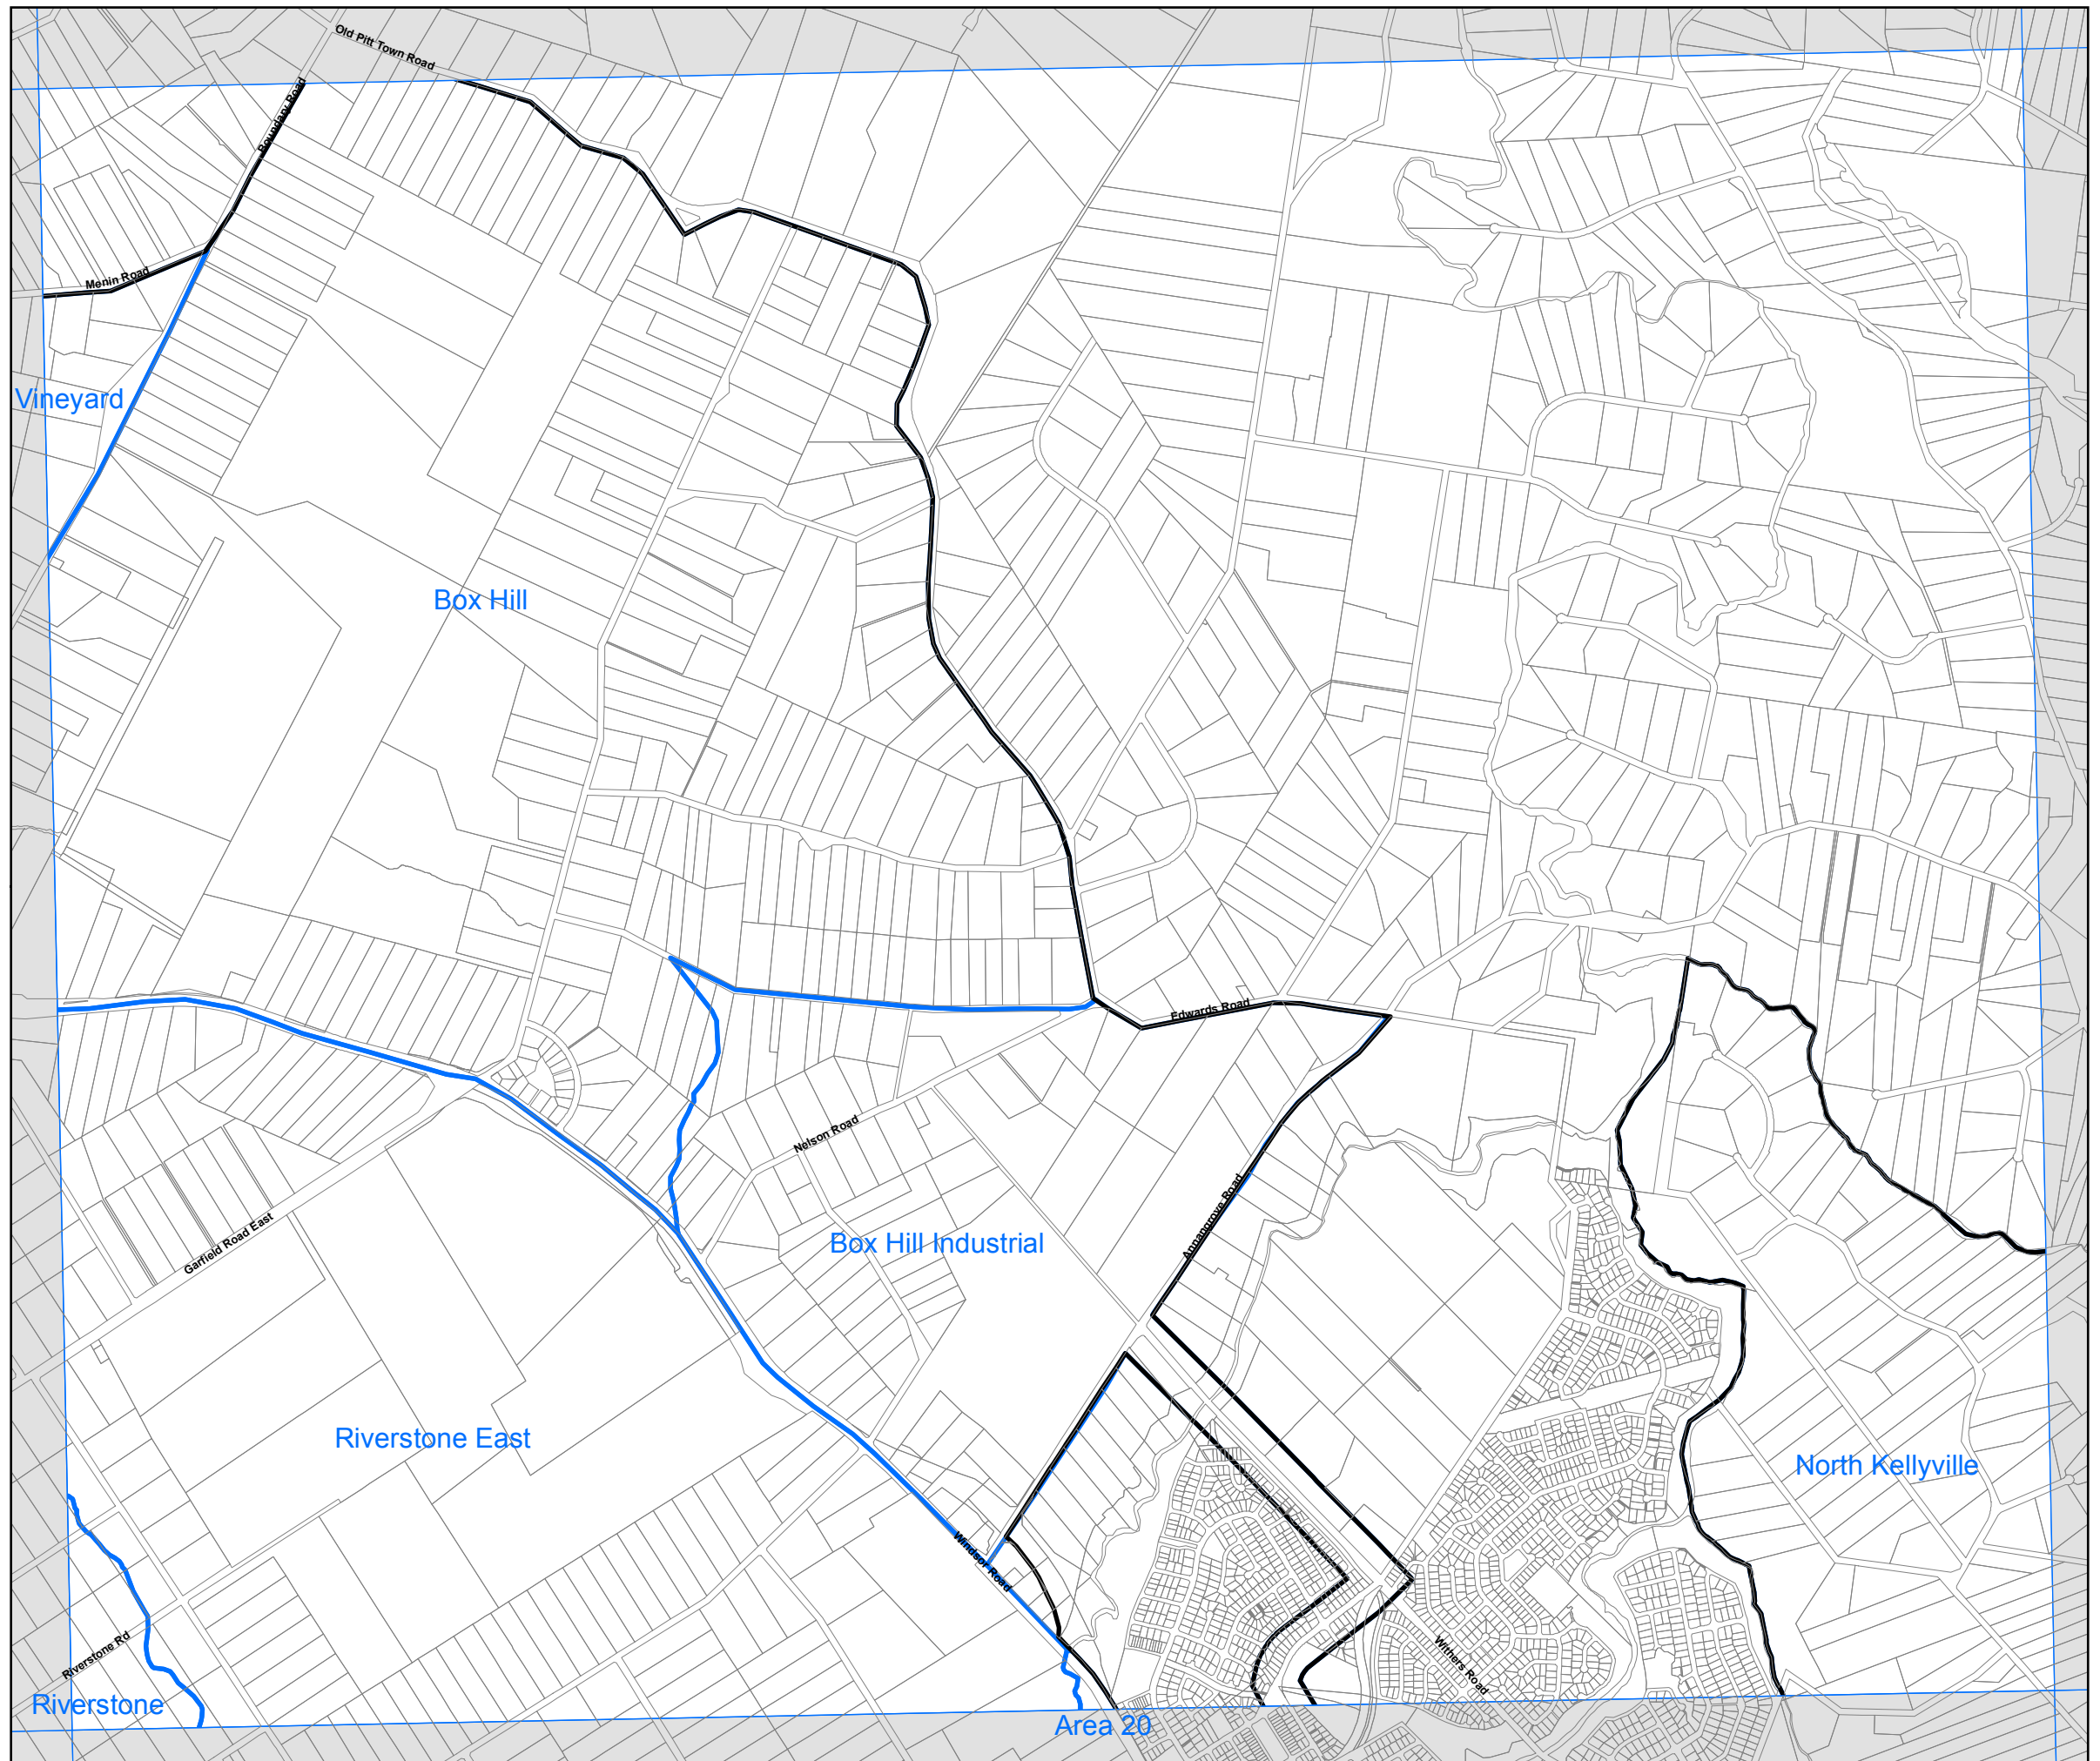 Old Pitt Town Road
Boundary Road
Menin Road
Vineyard
Box Hill
Edwards Road
Nelson Road
Annangrove Road
Garfield Road East
Box Hill Industrial
Riverstone East
North Kellyville
Windsor Road
Riverstone Rd
Withers Road
Riverstone
Area 20